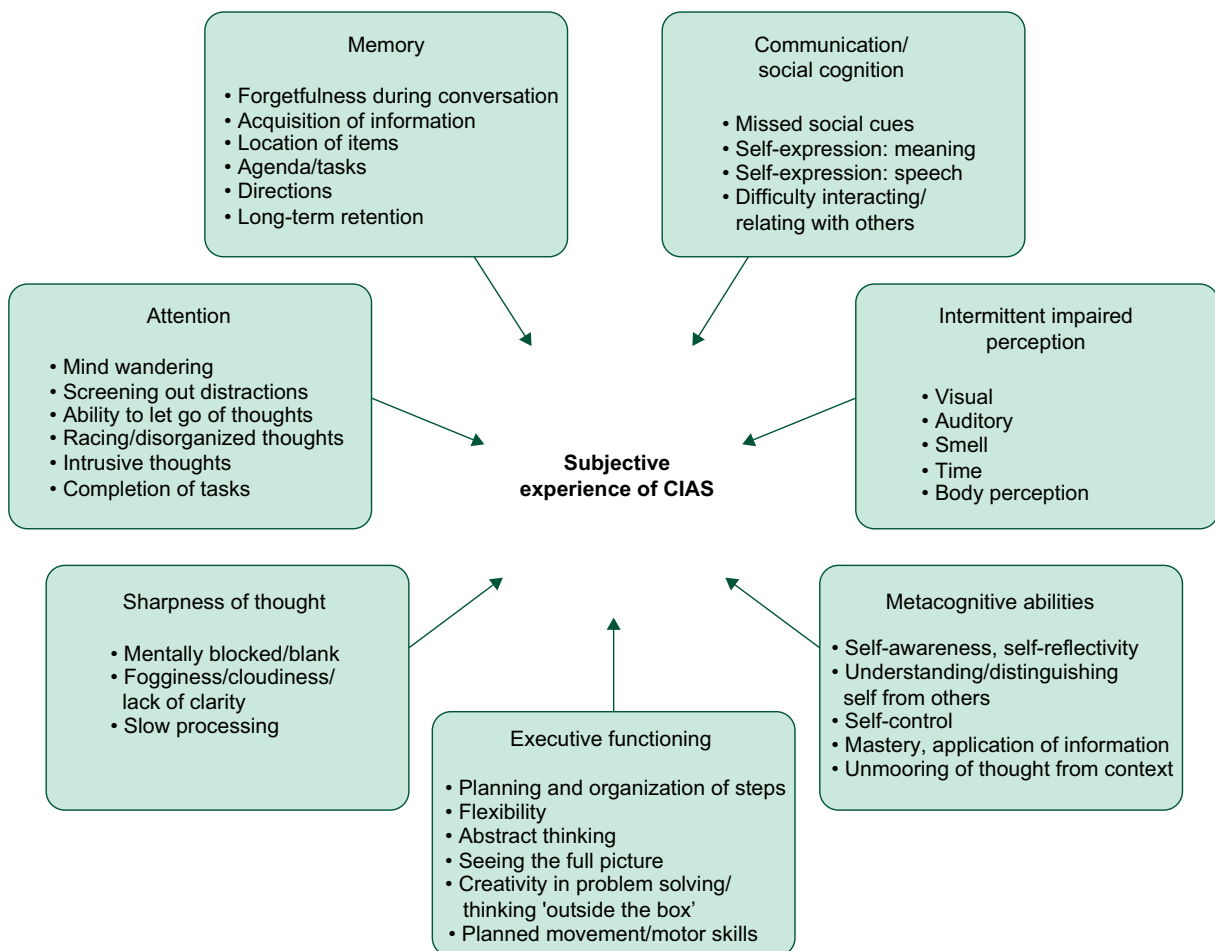 Memory
• Forgetfulness during conversation
• Acquisition of information
• Location of items
• Agenda/tasks
• Directions
• Long-term retention
Communication/
social cognition
• Missed social cues
• Self-expression: meaning
• Self-expression: speech
• Difficulty interacting/
relating with others
Attention
• Mind wandering
• Screening out distractions
• Ability to let go of thoughts
• Racing/disorganized thoughts
• Intrusive thoughts
• Completion of tasks
Intermittent impaired
perception
• Visual
• Auditory
• Smell
• Time
• Body perception
Subjective
experience of CIAS
Sharpness of thought
• Mentally blocked/blank
• Fogginess/cloudiness/
lack of clarity
• Slow processing
Metacognitive abilities
• Self-awareness, self-reflectivity
• Understanding/distinguishing
self from others
• Self-control
• Mastery, application of information
• Unmooring of thought from context
Executive functioning
• Planning and organization of steps
• Flexibility
• Abstract thinking
• Seeing the full picture
• Creativity in problem solving/
thinking 'outside the box’
• Planned movement/motor skills